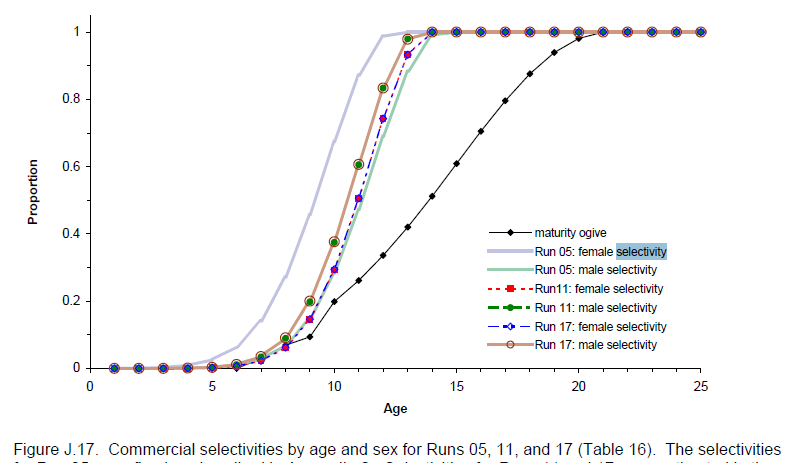 1
0.8
0.6
0.4
0.2
0
Proportion
0 5 10 15 20 25
Age
maturity ogive
Run 05: female selectivity
Run 05: male selectivity
Run11: female selectivity
Run 11: male selectivity
Run 17: female selectivity
Run 17: male selectivity
Figure J.17. Commercial selectivities by age and sex for Runs 05, 11, and 17 (Table 16). The selectivities